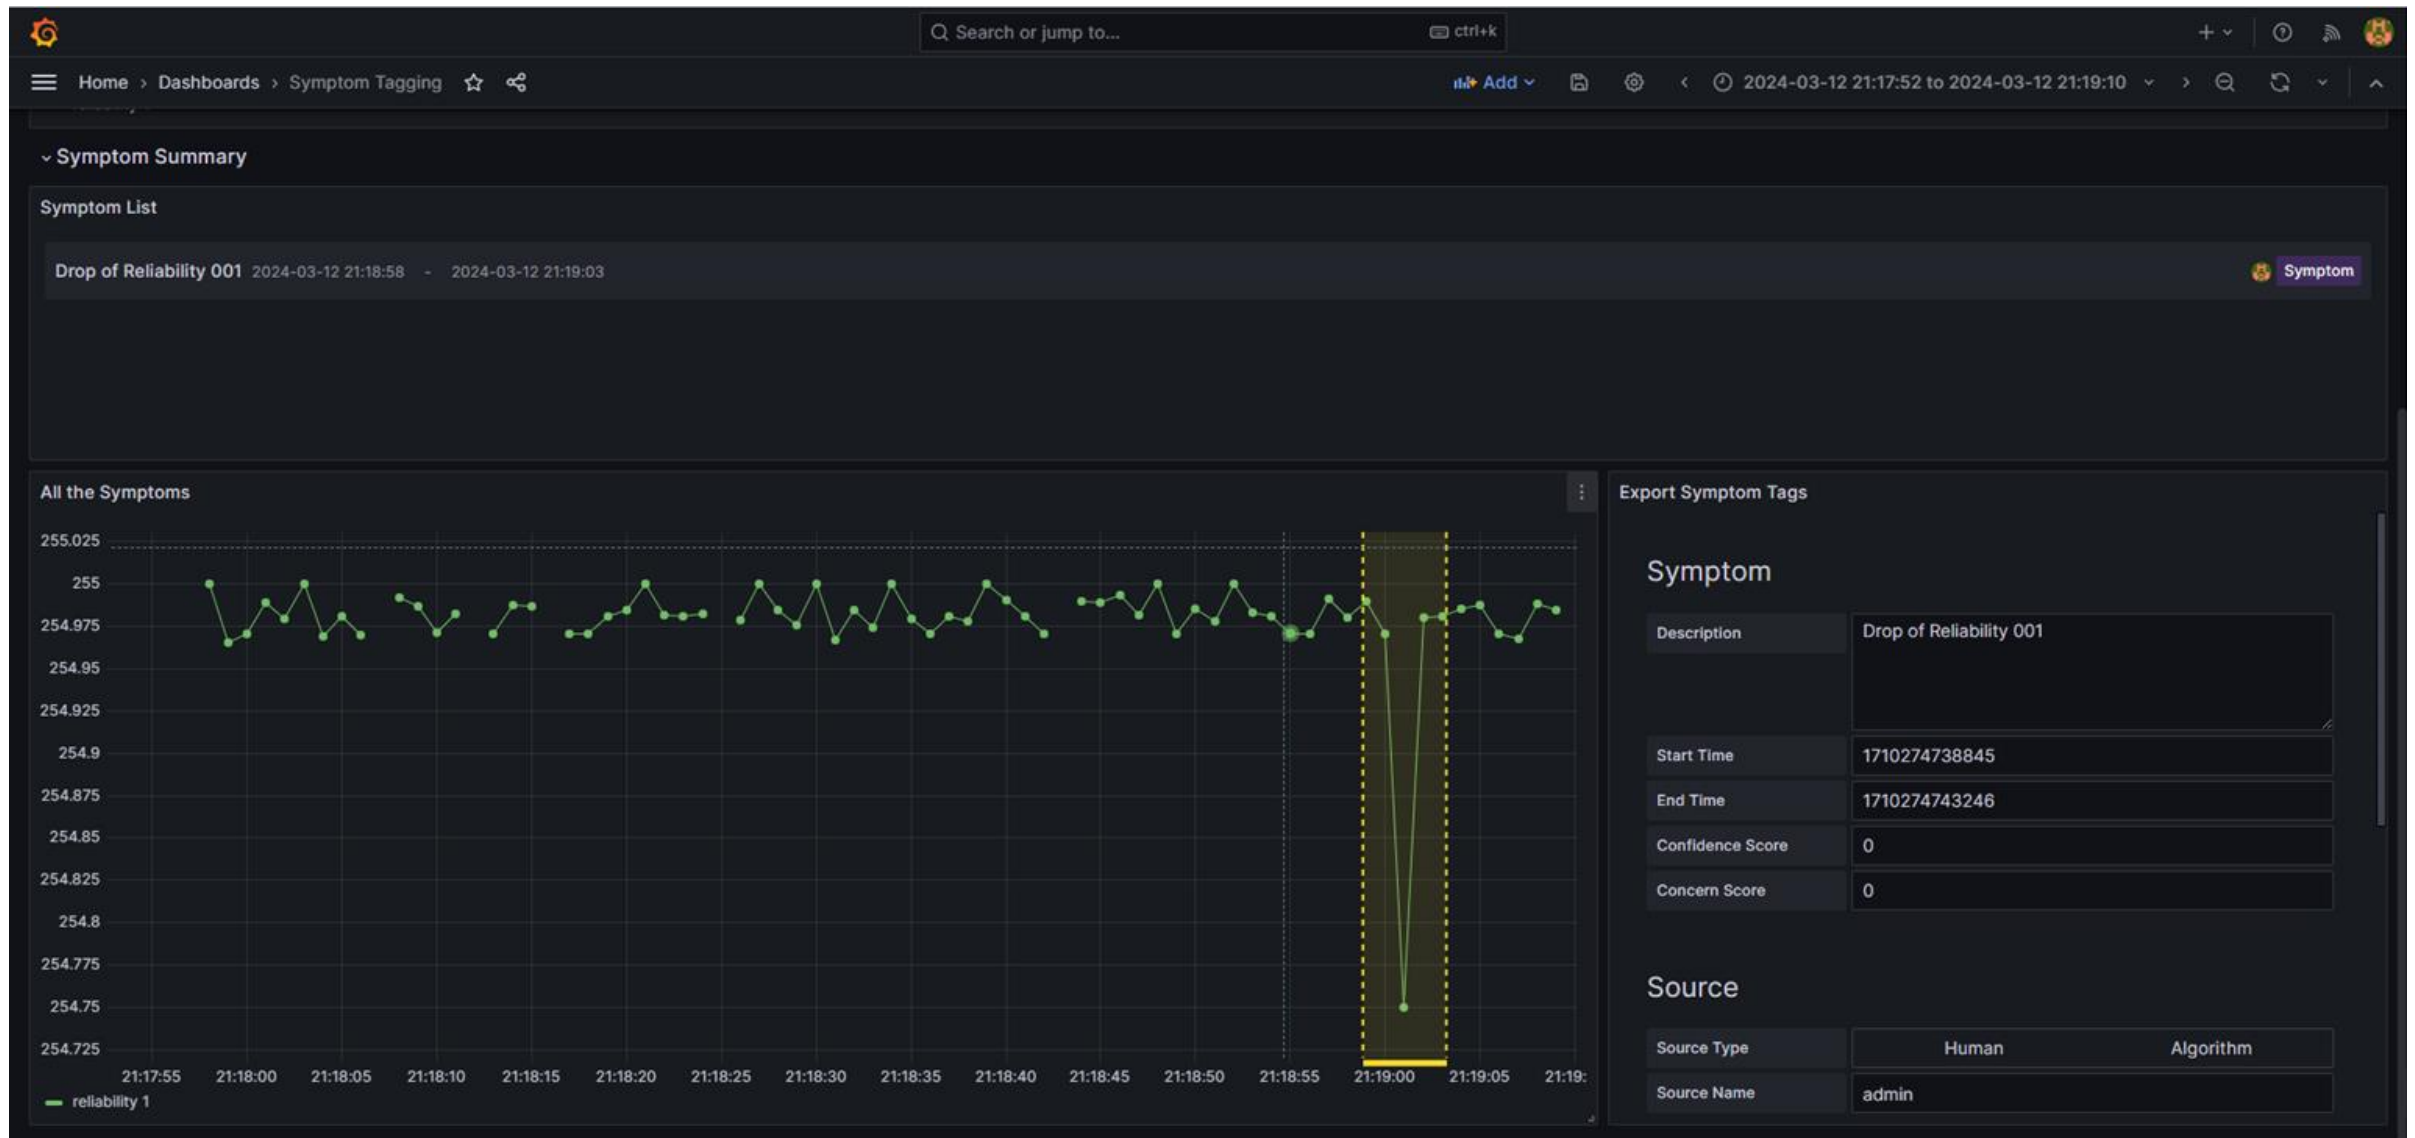 Search or jump to... ctrl+k
Home › Dashboards › Symptom Tagging Add 2024-03-12 21:17:52 to 2024-03-12 21:19:10
Symptom Summary
Symptom List
Drop of Reliability 001 2024-03-12 21:18:58 - 2024-03-12 21:19:03 Symptom
All the Symptoms
255.025
255
254.975
254.95
254.925
254.9
254.875
254.85
254.825
254.8
254.775
254.75
254.725
21:17:55 21:18:00 21:18:05 21:18:10 21:18:15 21:18:20 21:18:25 21:18:30 21:18:35 21:18:40 21:18:45 21:18:50 21:18:55 21:19:00 21:19:05 21:19:
reliability 1
Export Symptom Tags
Symptom
Description Drop of Reliability 001
Start Time 1710274738845
End Time 1710274743246
Confidence Score 0
Concern Score 0
Source
Source Type Human Algorithm
Source Name admin